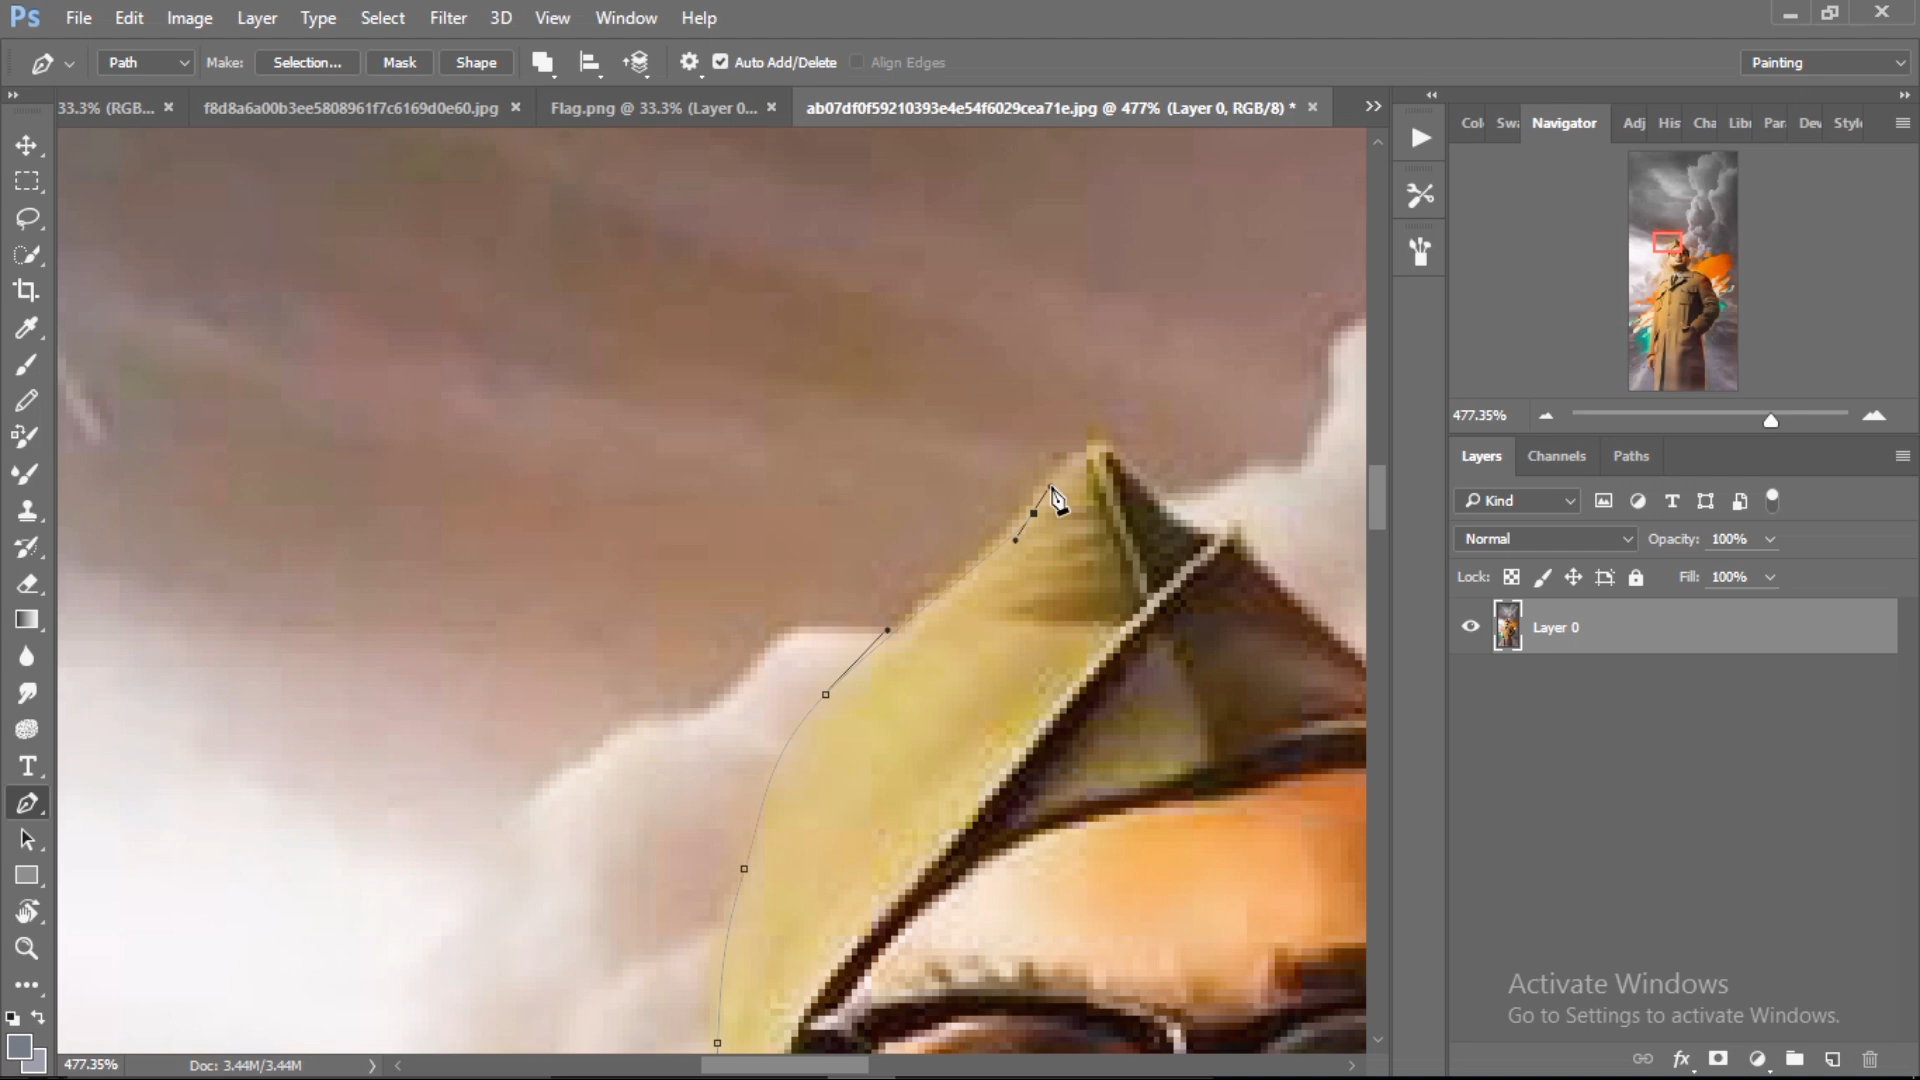 Ps File Edit Image Layer Type Select Filter 3D View Window Help
Path Make: Selection... Mask Shape Auto Add/Delete Align Edges Painting
33.3% (RGB... × f8d8a6a00b3ee5808961f7c6169d0e60.jpg × Flag.png @ 33.3% (Layer 0... × ab07df0f59210393e4e54f6029cea71e.jpg @ 477% (Layer 0, RGB/8) * ×
Col Swa Navigator Adj His Cha Libr Par Dev Style
477.35%
Layers Channels Paths
Kind T
Normal Opacity: 100%
Lock: Fill: 100%
Layer 0
T
Activate Windows
Go to Settings to activate Windows.
477.35% Doc: 3.44M/3.44M
fx